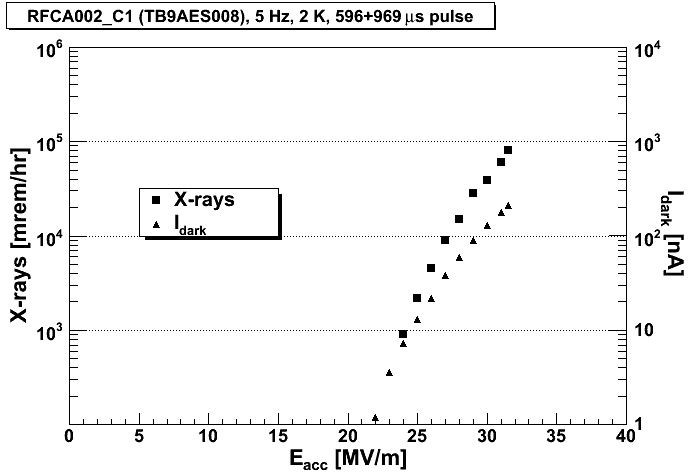 RFCA002_C1 (TB9AES008), 5 Hz, 2 K, 596+969 μs pulse
X-rays [mrem/hr]
10^6
10^5
10^4
10^3
X-rays
I_dark
10^4
10^3
10^2
10
1
I_dark [nA]
0 5 10 15 20 25 30 35 40
E_acc [MV/m]